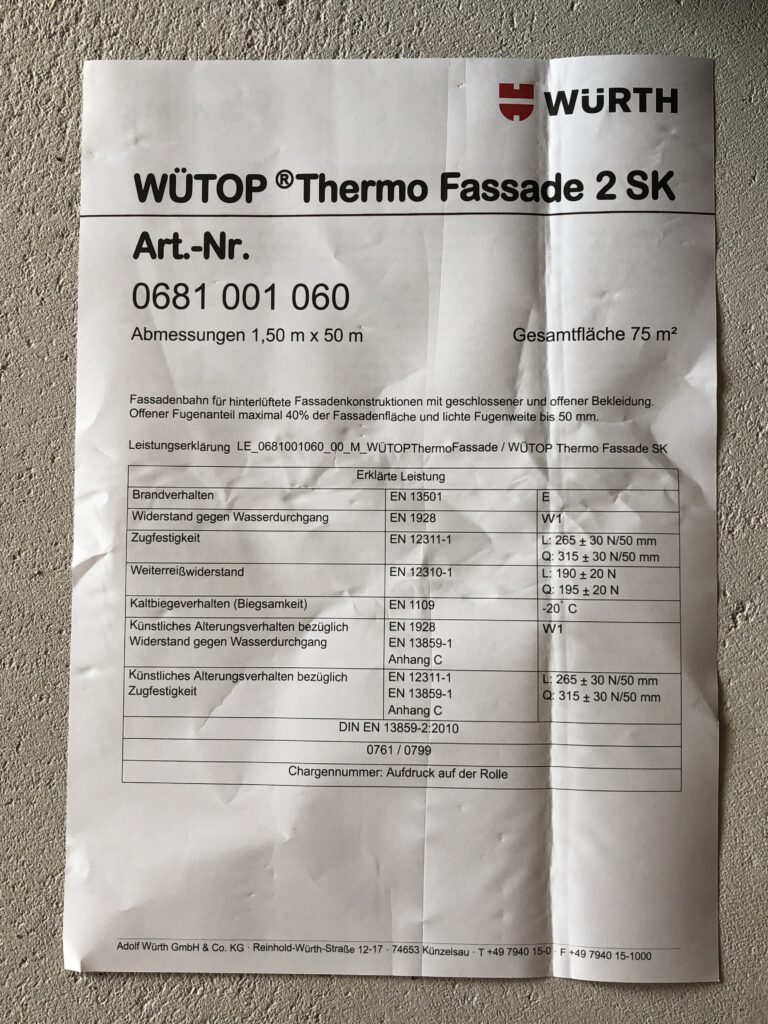 WÜRTH
WÜTOP ® Thermo Fassade 2 SK
Art.-Nr.
0681 001 060
Abmessungen 1,50 m x 50 m Gesamtfläche 75 m²
Fassadenbahn für hinterlüftete Fassadenkonstruktionen mit geschlossener und offener Bekleidung.
Offener Fugenanteil maximal 40% der Fassadenfläche und lichte Fugenweite bis 50 mm.
Leistungserklärung LE_0681001060_00_M_WÜTOPThermoFassade / WÜTOP Thermo Fassade SK
Erklärte Leistung
Brandverhalten EN 13501 E
Widerstand gegen Wasserdurchgang EN 1928 W1
Zugfestigkeit EN 12311-1 L: 265 ± 30 N/50 mm
Q: 315 ± 30 N/50 mm
Weiterreißwiderstand EN 12310-1 L: 190 ± 20 N
Q: 195 ± 20 N
Kaltbiegeverhalten (Biegsamkeit) EN 1109 -20° C
Künstliches Alterungsverhalten bezüglich EN 1928 W1
Widerstand gegen Wasserdurchgang EN 13859-1
Anhang C
Künstliches Alterungsverhalten bezüglich EN 12311-1 L: 265 ± 30 N/50 mm
Zugfestigkeit EN 13859-1 Q: 315 ± 30 N/50 mm
Anhang C
DIN EN 13859-2:2010
0761 / 0799
Chargennummer: Aufdruck auf der Rolle
Adolf Würth GmbH & Co. KG · Reinhold-Würth-Straße 12-17 · 74653 Künzelsau · T +49 7940 15-0 · F +49 7940 15-1000